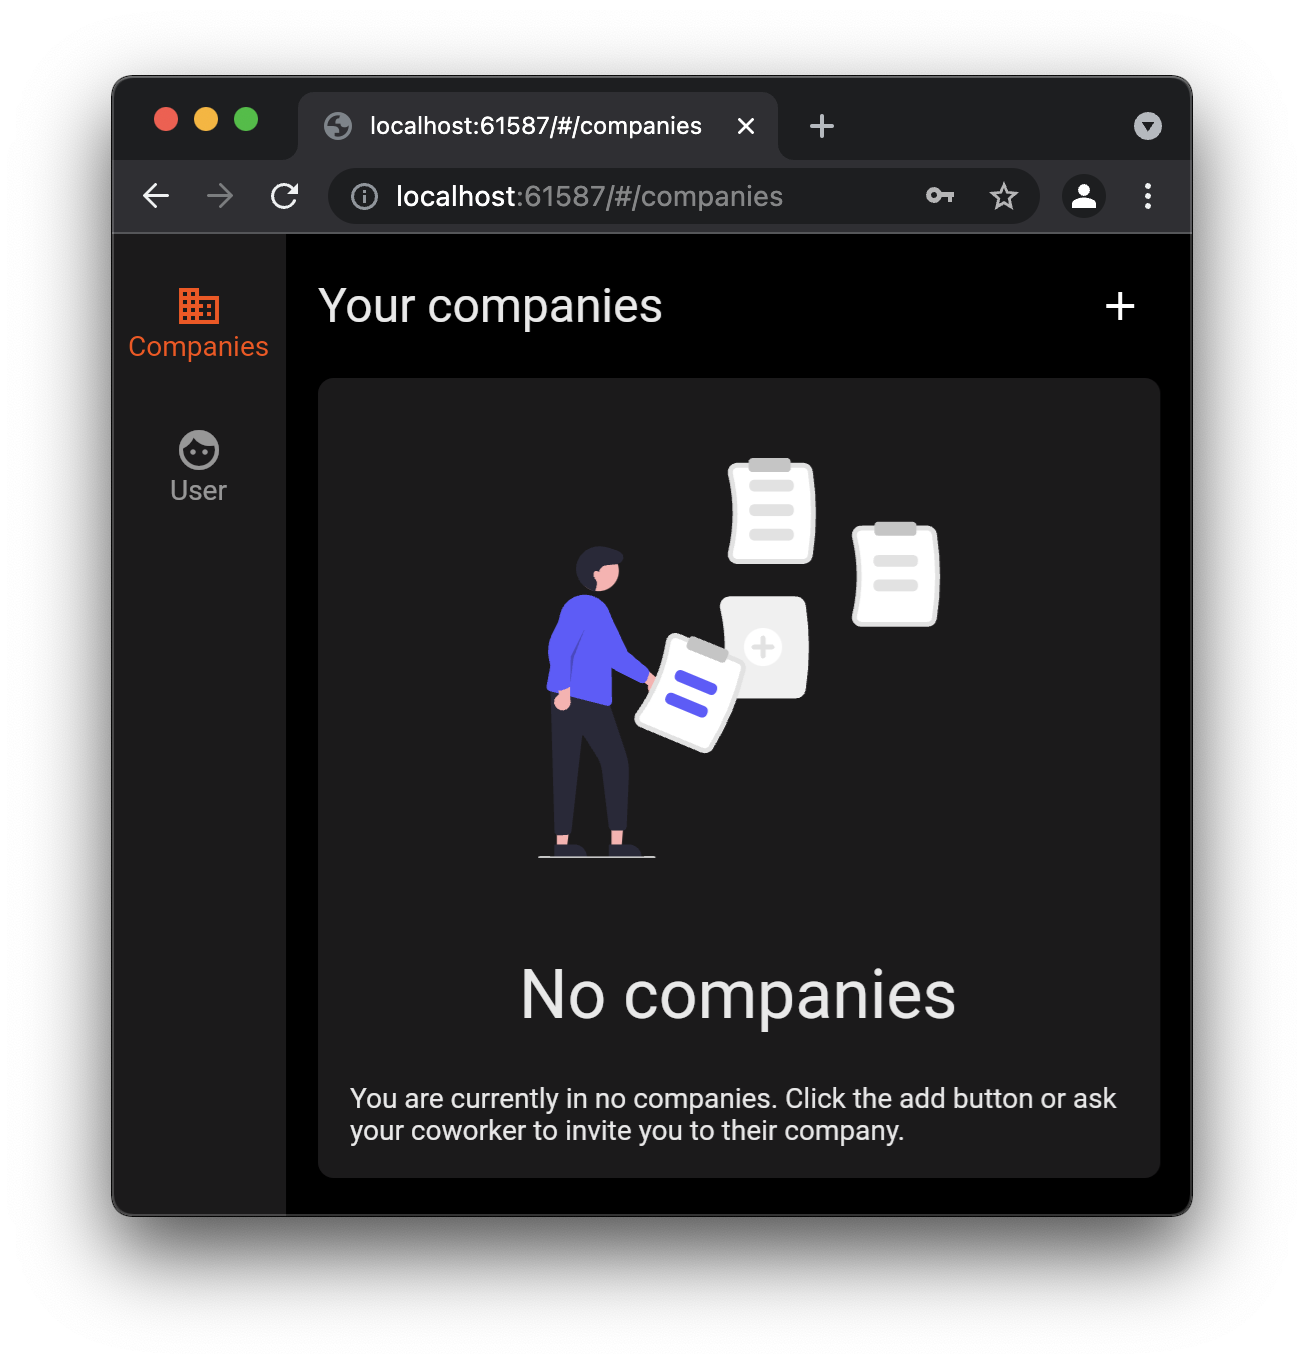 localhost:61587/#/companies
localhost:61587/#/companies
Companies
User
Your companies
No companies
You are currently in no companies. Click the add button or ask
your coworker to invite you to their company.